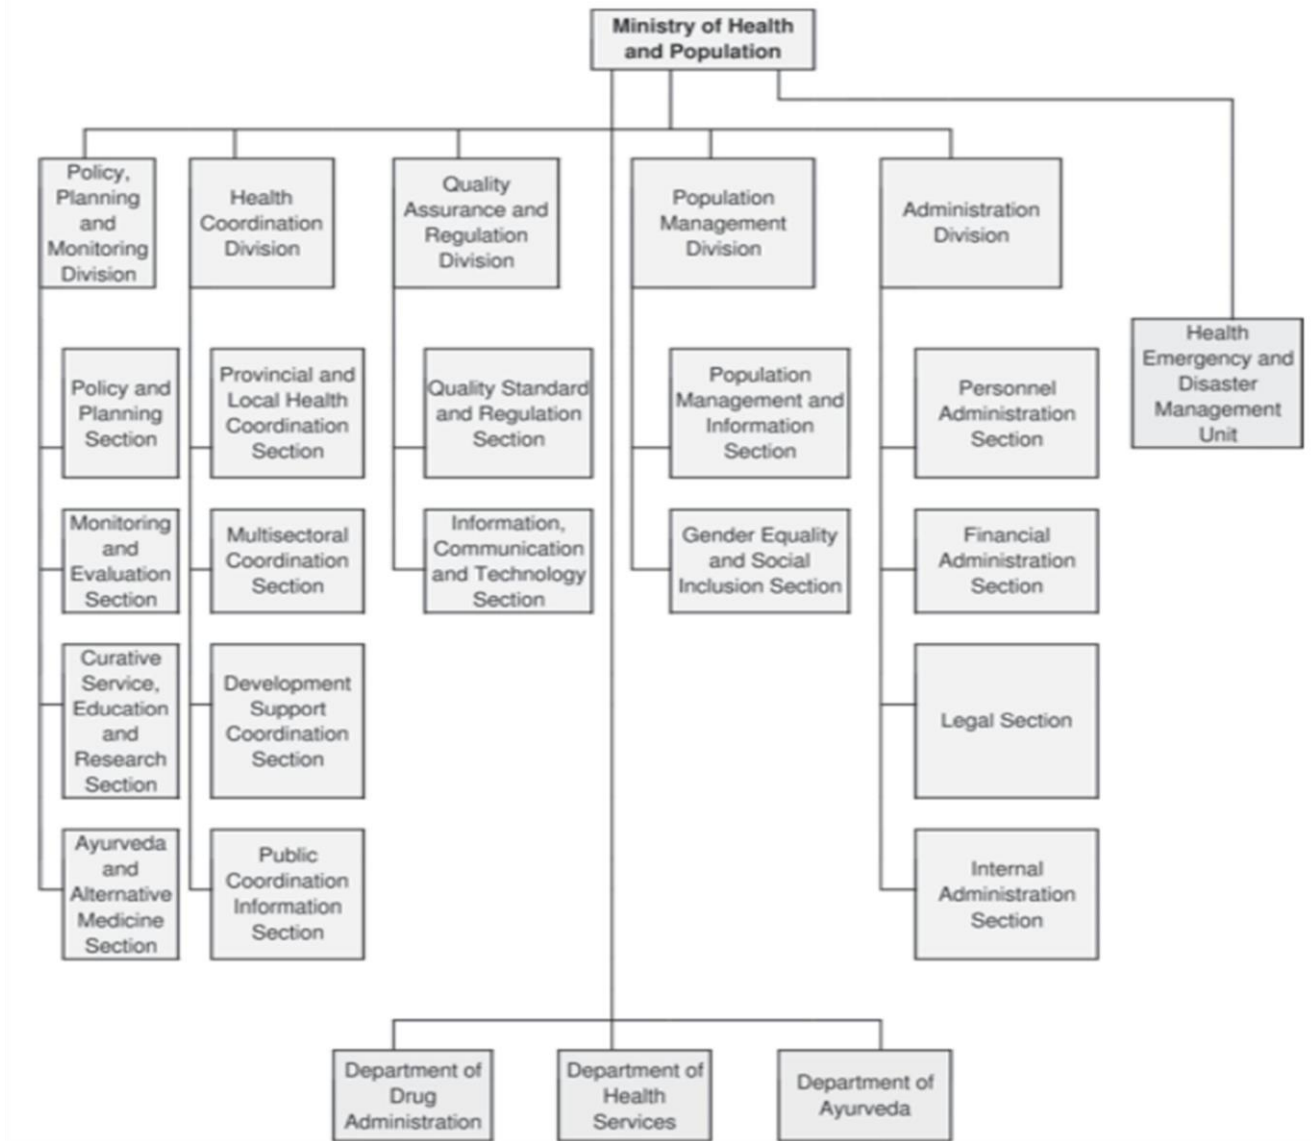 Ministry of Health
and Population
Policy,
Planning
and
Monitoring
Division
Health
Coordination
Division
Quality
Assurance and
Regulation
Division
Population
Management
Division
Administration
Division
Health
Emergency and
Disaster
Management
Unit
Policy and
Planning
Section
Provincial and
Local Health
Coordination
Section
Quality Standard
and Regulation
Section
Population
Management and
Information
Section
Personnel
Administration
Section
Monitoring
and
Evaluation
Section
Multisectoral
Coordination
Section
Information,
Communication
and Technology
Section
Gender Equality
and Social
Inclusion Section
Financial
Administration
Section
Curative
Service,
Education
and
Research
Section
Development
Support
Coordination
Section
Legal Section
Ayurveda
and
Alternative
Medicine
Section
Public
Coordination
Information
Section
Internal
Administration
Section
Department of
Drug
Administration
Department of
Health
Services
Department of
Ayurveda